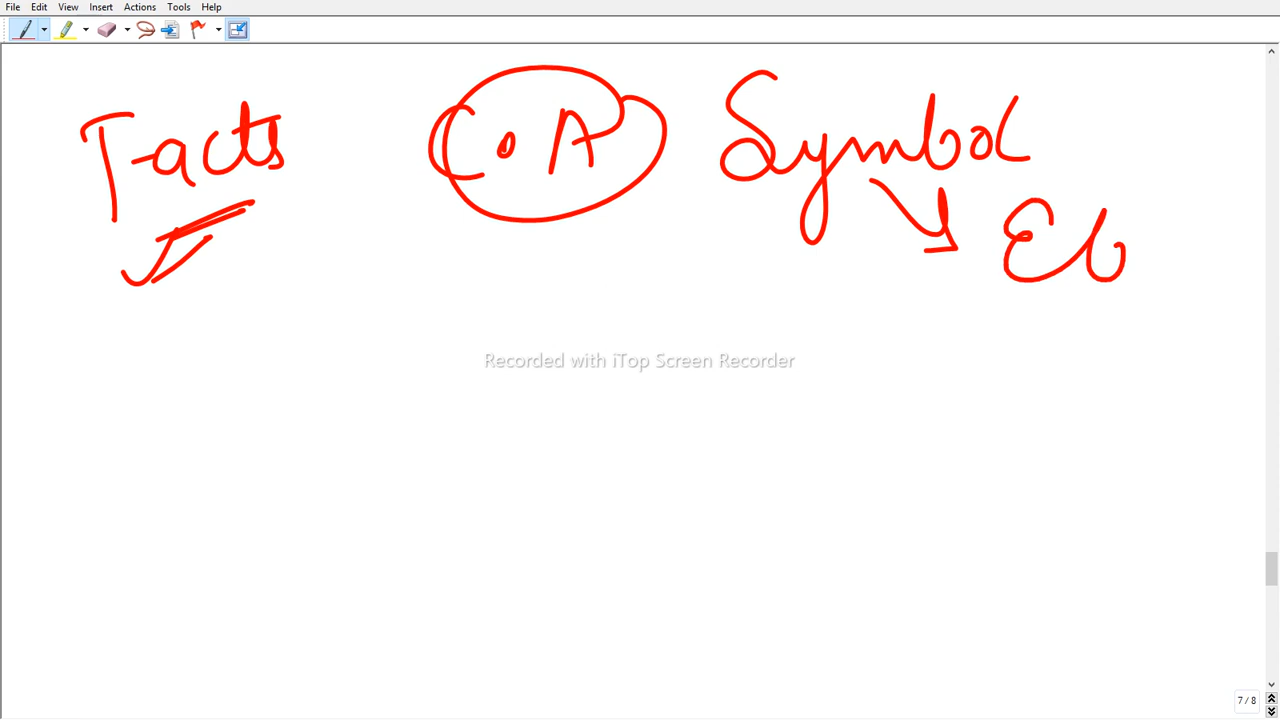 File Edit View Insert Actions Tools Help
Facts COA Symbol
Recorded with iTop Screen Recorder
7 / 8